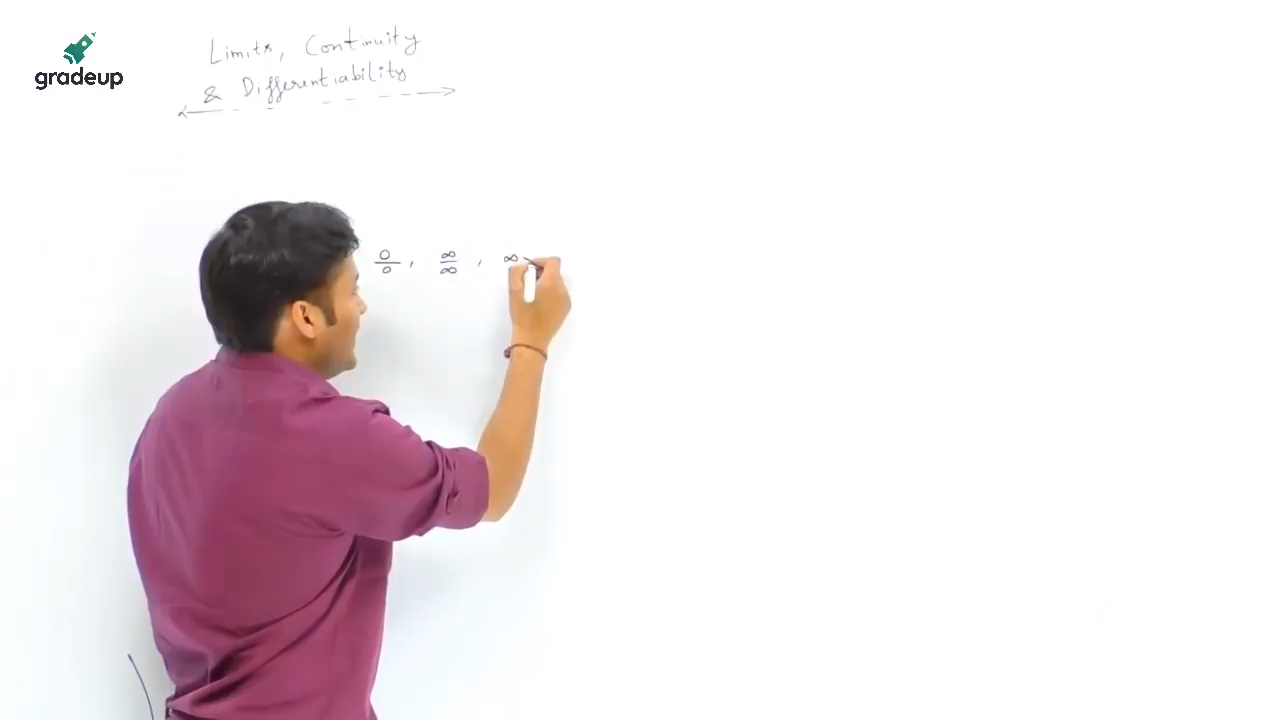 gradeup
Limits, Continuity
& Differentiability
0/0, ∞/∞, ∞